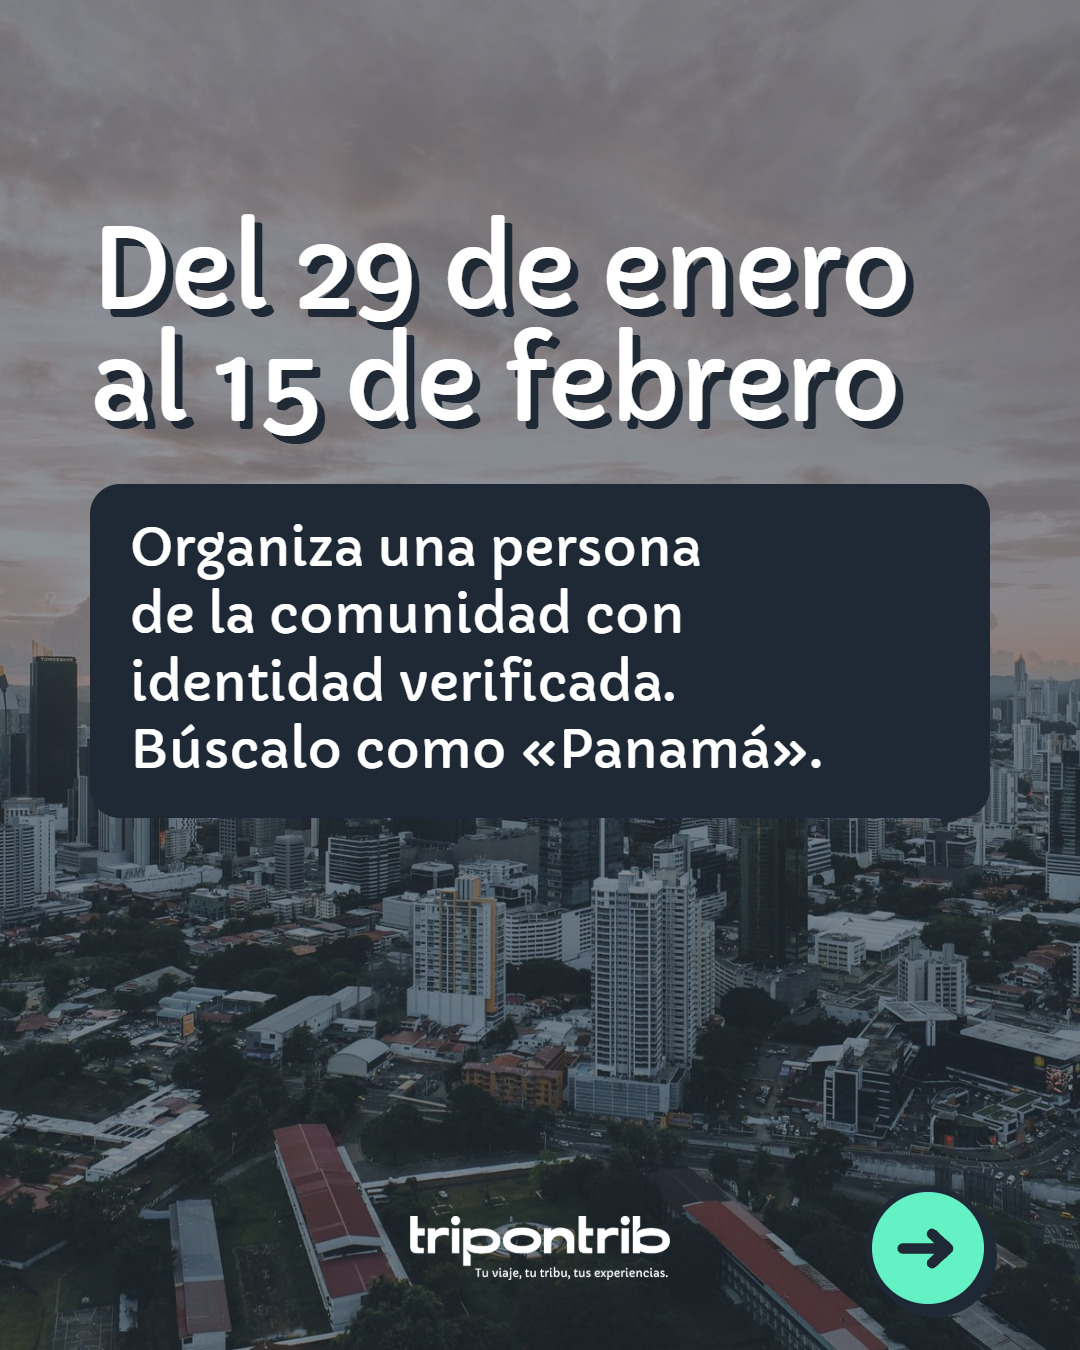 Del 29 de enero
al 15 de febrero
Organiza una persona
de la comunidad con
identidad verificada.
Búscalo como «Panamá».
TOWERBANK
tripontrib
Tu viaje, tu tribu, tus experiencias.